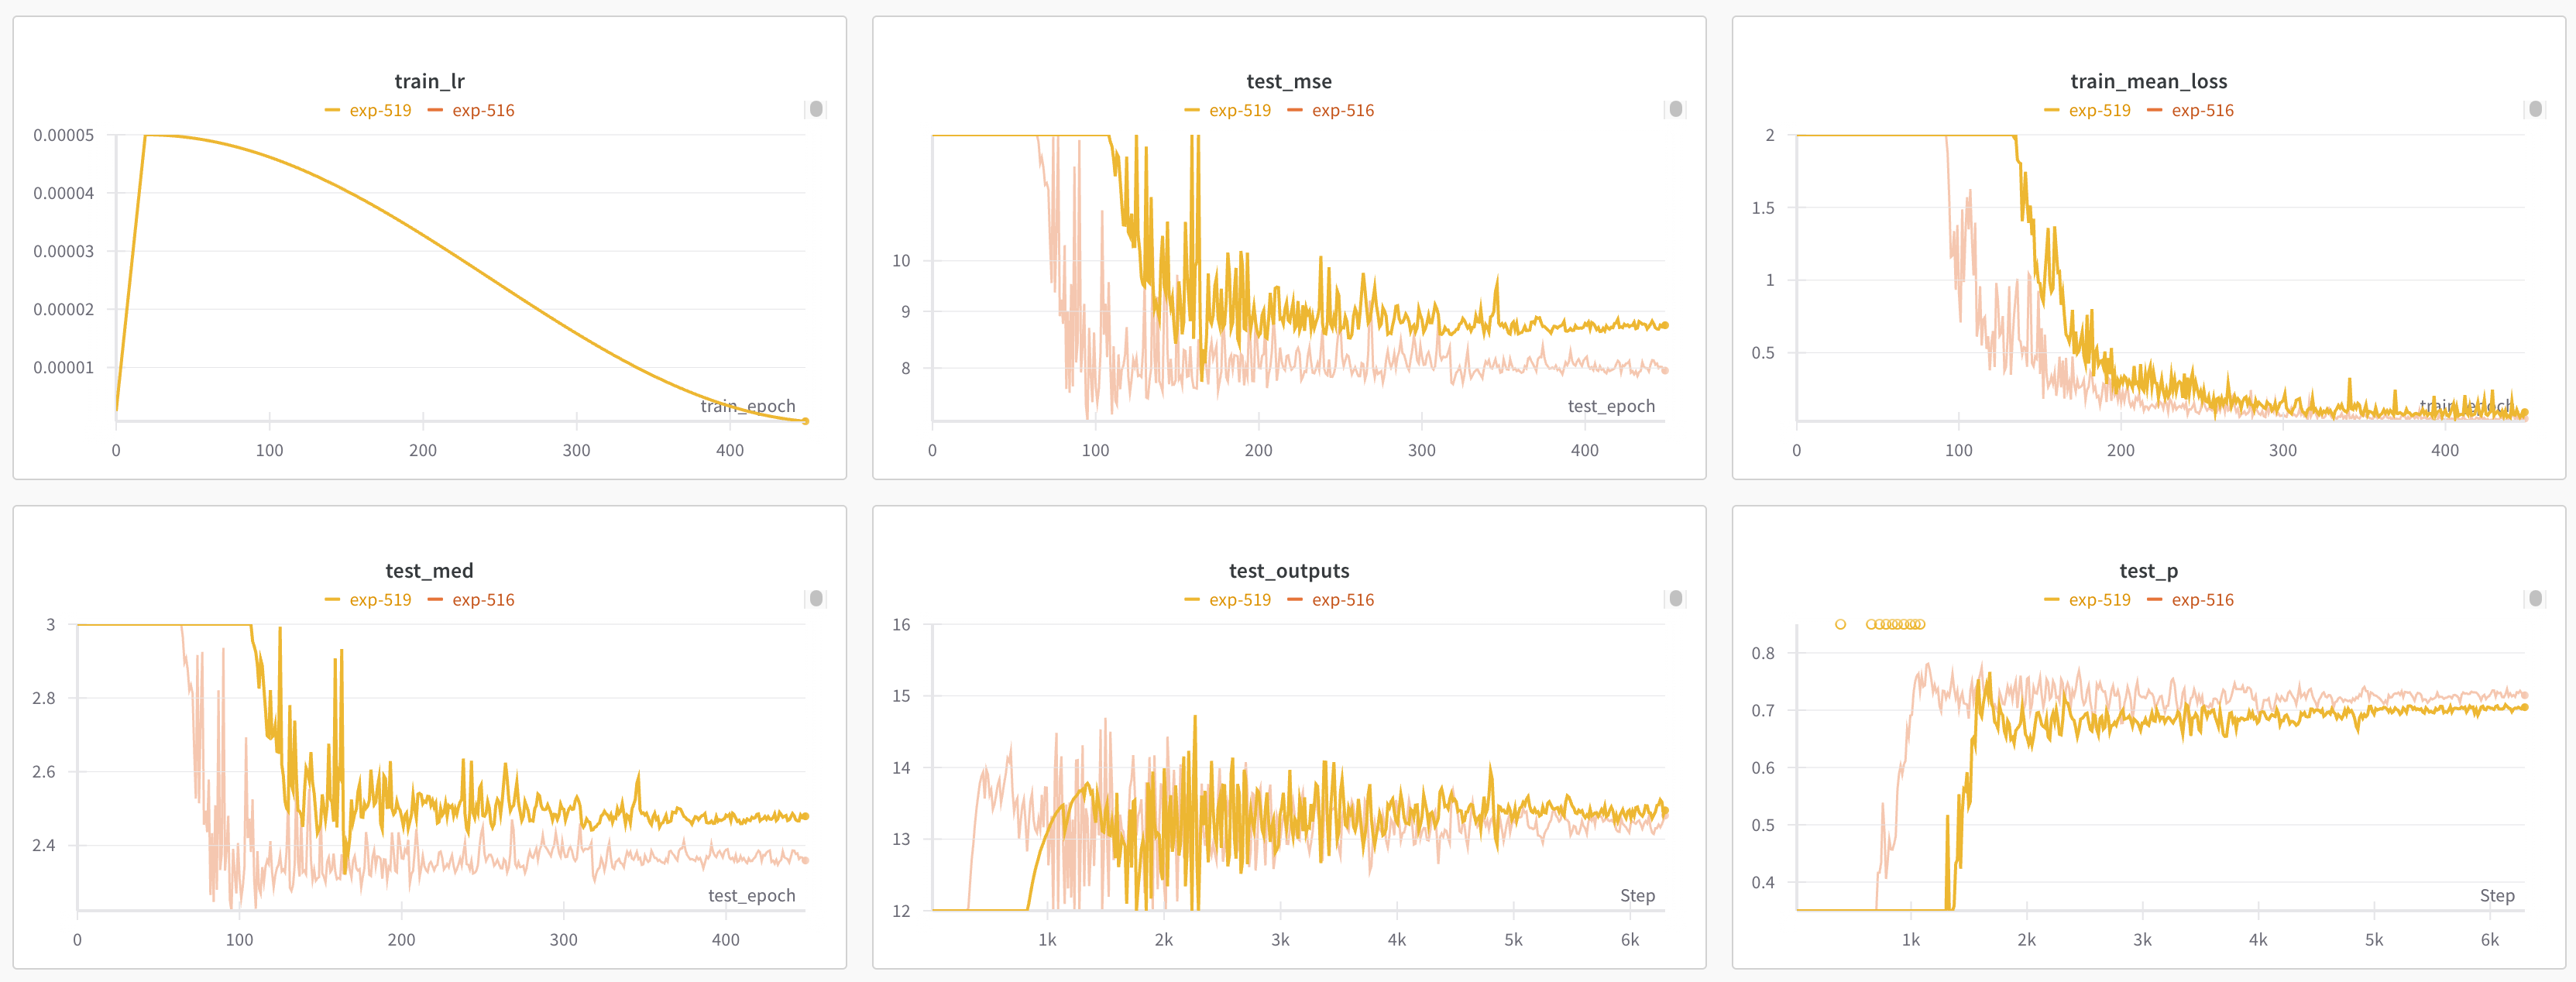 train_lr
exp-519 exp-516
0.00005
0.00004
0.00003
0.00002
0.00001
train_epoch
0 100 200 300 400
test_mse
exp-519 exp-516
10
9
8
test_epoch
0 100 200 300 400
train_mean_loss
exp-519 exp-516
2
1.5
1
0.5
train_epoch
0 100 200 300 400
test_med
exp-519 exp-516
3
2.8
2.6
2.4
test_epoch
0 100 200 300 400
test_outputs
exp-519 exp-516
16
15
14
13
12
Step
1k 2k 3k 4k 5k 6k
test_p
exp-519 exp-516
0.8
0.7
0.6
0.5
0.4
Step
1k 2k 3k 4k 5k 6k